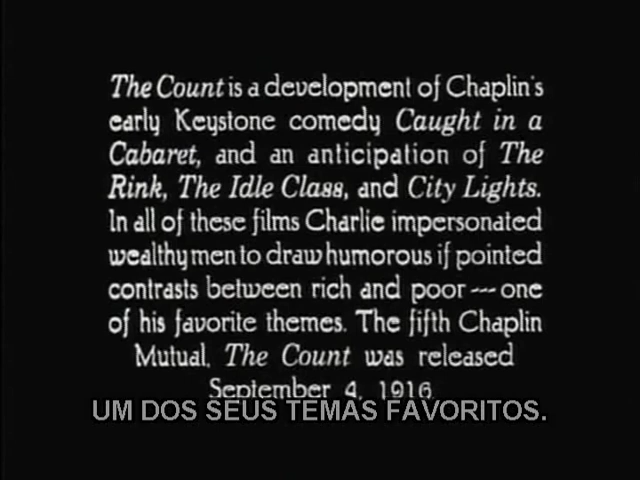 The Count is a development of Chaplin's
early Keystone comedy Caught in a
Cabaret, and an anticipation of The
Rink, The Idle Class, and City Lights.
In all of these films Charlie impersonated
wealthy men to draw humorous if pointed
contrasts between rich and poor --- one
of his favorite themes. The fifth Chaplin
Mutual, The Count was released
September 4, 1916
UM DOS SEUS TEMAS FAVORITOS.